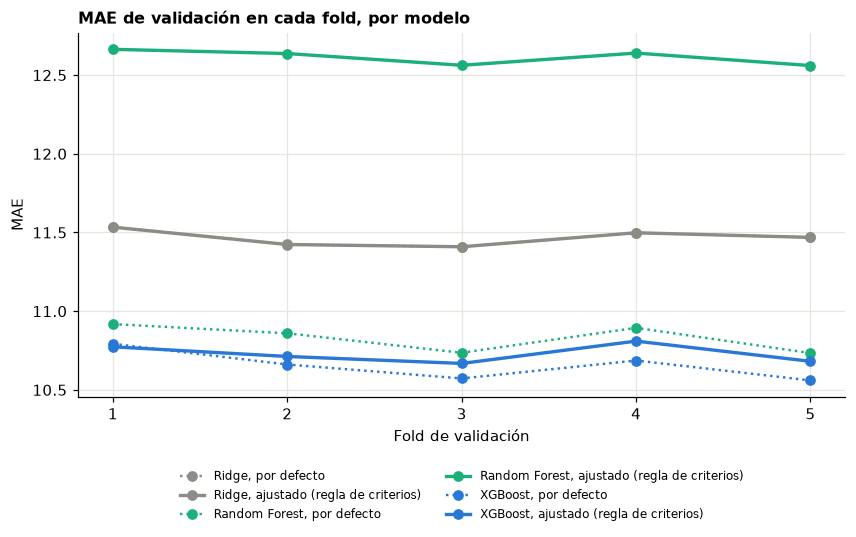 MAE de validación en cada fold, por modelo
12.5
12.0
11.5
11.0
10.5
MAE
1 2 3 4 5
Fold de validación
Ridge, por defecto
Ridge, ajustado (regla de criterios)
Random Forest, por defecto
Random Forest, ajustado (regla de criterios)
XGBoost, por defecto
XGBoost, ajustado (regla de criterios)